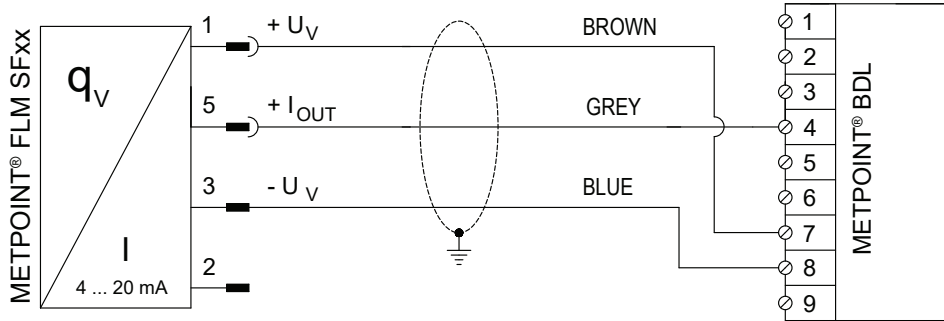 METPOINT® FLM SFxx
qV
I
4 ... 20 mA
1 + UV BROWN
5 + IOUT GREY
3 - UV BLUE
2
1
2
3
4
5
6
7
8
9
METPOINT® BDL